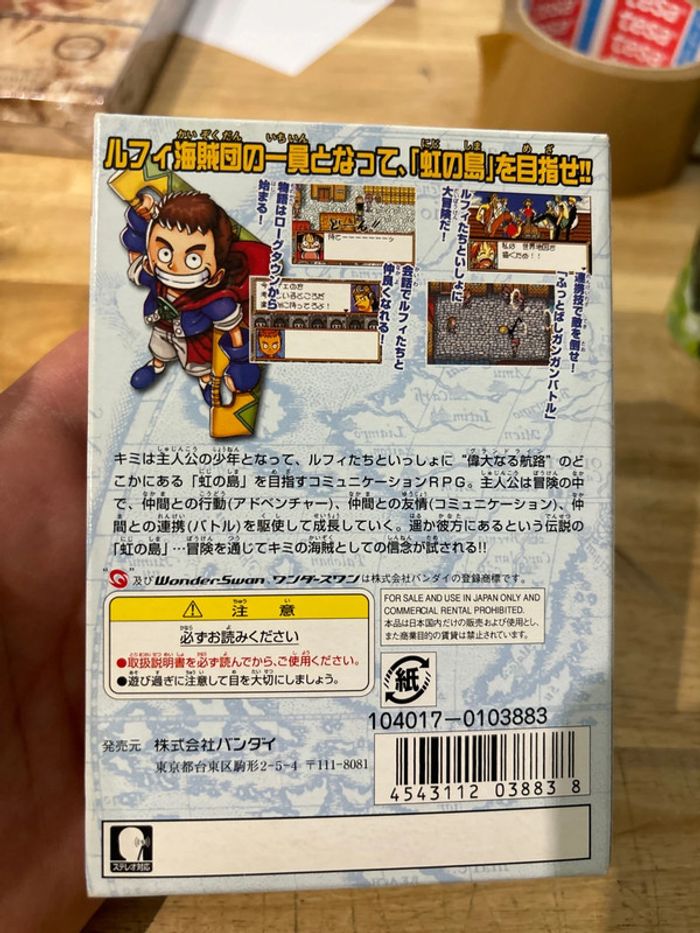 ルフィ海賊団の一員となって、「虹の島」を目指せ!!
物語はローグタウンから
始まる!
ルフィたちといっしょに
大冒険だ!
会話でルフィたちと
仲良くなれる!
連携技で敵を倒せ!
「ふっとばしガンガンバトル」
キミは主人公の少年となって、ルフィたちといっしょに“偉大なる航路”のど
こかにある「虹の島」を目指すコミュニケーションRPG。主人公は冒険の中
で、仲間との行動(アドベンチャー)、仲間との友情(コミュニケーション)、仲
間との連携(バトル)を駆使して成長していく。遥か彼方にあるという伝説の
「虹の島」…冒険を通じてキミの海賊としての信念が試される!!
及びWonderSwan、ワンダースワンは株式会社バンダイの登録商標です。
注意
必ずお読みください
●取扱説明書を必ず読んでから、ご使用ください。
●遊び過ぎに注意して目を大切にしましょう。
FOR SALE AND USE IN JAPAN ONLY AND
COMMERCIAL RENTAL PROHIBITED.
本品は日本国内だけの販売および使用とし、
また商業目的の賃貸は禁止されています。
紙
104017-0103883
発売元 株式会社バンダイ
東京都台東区駒形2-5-4 〒111-8081
4543112 03883 8
ステレオ対応
tesa
tesa
tesa